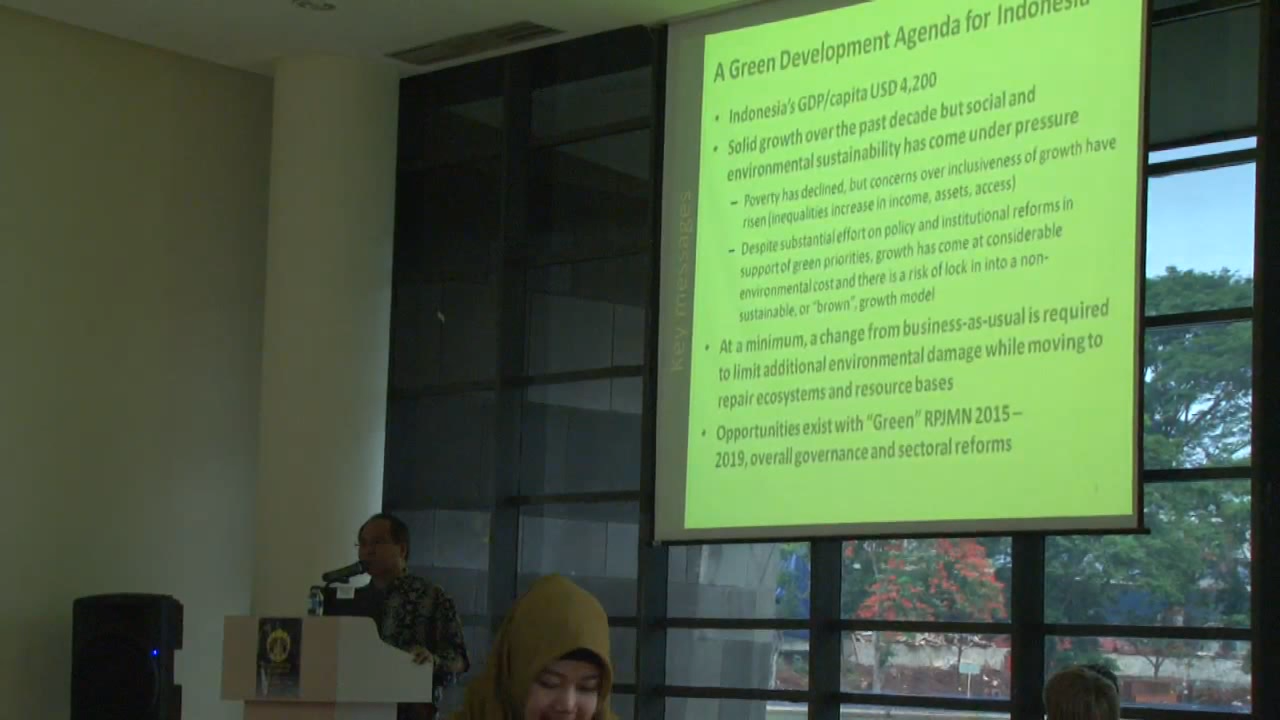 A Green Development Agenda for Indonesia
• Indonesia's GDP/capita USD 4,200
• Solid growth over the past decade but social and
environmental sustainability has come under pressure
– Poverty has declined, but concerns over inclusiveness of growth have
risen (inequalities increase in income, assets, access)
– Despite substantial effort on policy and institutional reforms in
support of green priorities, growth has come at considerable
environmental cost and there is a risk of lock in into a non-
sustainable, or "brown", growth model
• At a minimum, a change from business-as-usual is required
to limit additional environmental damage while moving to
repair ecosystems and resource bases
• Opportunities exist with "Green" RPJMN 2015 –
2019, overall governance and sectoral reforms
Key messages